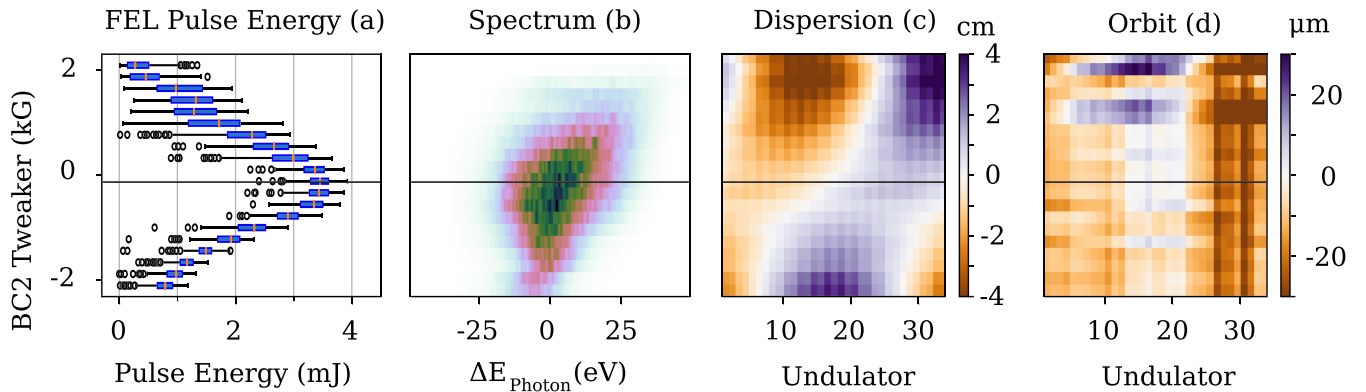 FEL Pulse Energy (a)
Spectrum (b)
Dispersion (c)
cm
Orbit (d)
µm
BC2 Tweaker (kG)
2
0
-2
0 2 4
-25 0 25
10 20 30
4
2
0
-2
-4
10 20 30
20
0
-20
Pulse Energy (mJ)
ΔE_Photon (eV)
Undulator
Undulator